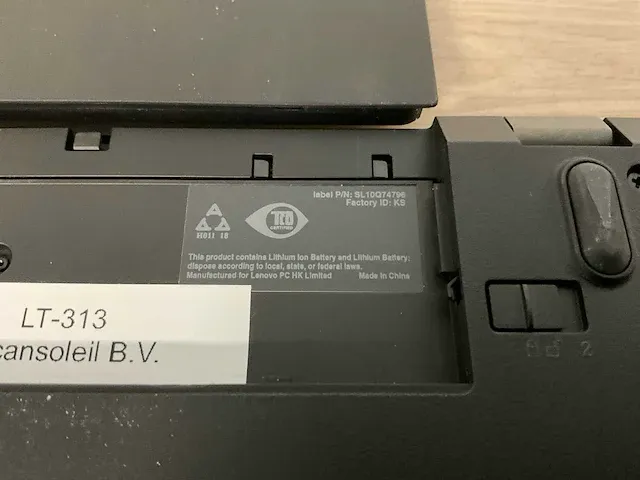 label P/N: SL10Q74796
Factory ID: KS
TCO
CERTIFIED
H011 18
This product contains Lithium Ion Battery and Lithium Battery;
dispose according to local, state, or federal laws.
Manufactured for Lenovo PC HK Limited Made in China
LT-313
cansoleil B.V.
2